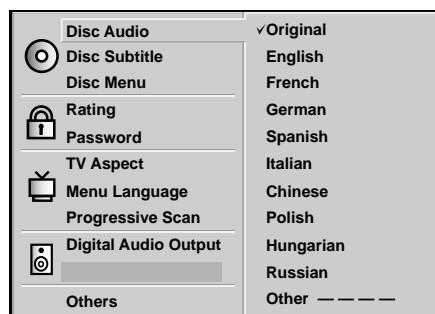 Disc Audio
Disc Subtitle
Disc Menu
Rating
Password
TV Aspect
Menu Language
Progressive Scan
Digital Audio Output
Others
✓Original
English
French
German
Spanish
Italian
Chinese
Polish
Hungarian
Russian
Other — — — —